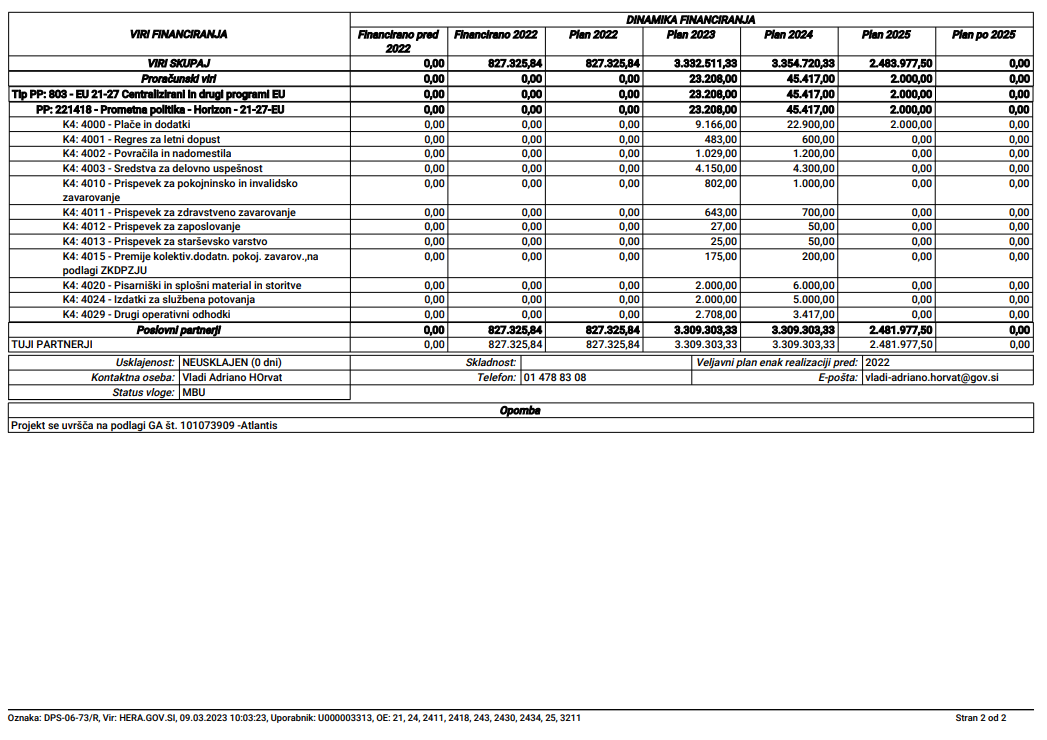 VIRI FINANCIRANJA DINAMIKA FINANCIRANJA
Financirano pred 2022 Financirano 2022 Plan 2022 Plan 2023 Plan 2024 Plan 2025 Plan po 2025
VIRI SKUPAJ 0,00 827.325,84 827.325,84 3.332.511,33 3.354.720,33 2.483.977,50 0,00
Proračunski viri 0,00 0,00 0,00 23.208,00 45.417,00 2.000,00 0,00
Tip PP: 803 - EU 21-27 Centralizirani in drugi programi EU 0,00 0,00 0,00 23.208,00 45.417,00 2.000,00 0,00
PP: 221418 - Prometna politika - Horizon - 21-27-EU 0,00 0,00 0,00 23.208,00 45.417,00 2.000,00 0,00
K4: 4000 - Plače in dodatki 0,00 0,00 0,00 9.166,00 22.900,00 2.000,00 0,00
K4: 4001 - Regres za letni dopust 0,00 0,00 0,00 483,00 600,00 0,00 0,00
K4: 4002 - Povračila in nadomestila 0,00 0,00 0,00 1.029,00 1.200,00 0,00 0,00
K4: 4003 - Sredstva za delovno uspešnost 0,00 0,00 0,00 4.150,00 4.300,00 0,00 0,00
K4: 4010 - Prispevek za pokojninsko in invalidsko 0,00 0,00 0,00 802,00 1.000,00 0,00 0,00
zavarovanje
K4: 4011 - Prispevek za zdravstveno zavarovanje 0,00 0,00 0,00 643,00 700,00 0,00 0,00
K4: 4012 - Prispevek za zaposlovanje 0,00 0,00 0,00 27,00 50,00 0,00 0,00
K4: 4013 - Prispevek za starševsko varstvo 0,00 0,00 0,00 25,00 50,00 0,00 0,00
K4: 4015 - Premije kolektiv.dodatn. pokoj. zavarov.,na 0,00 0,00 0,00 175,00 200,00 0,00 0,00
podlagi ZKDPZJU
K4: 4020 - Pisarniški in splošni material in storitve 0,00 0,00 0,00 2.000,00 6.000,00 0,00 0,00
K4: 4024 - Izdatki za službena potovanja 0,00 0,00 0,00 2.000,00 5.000,00 0,00 0,00
K4: 4029 - Drugi operativni odhodki 0,00 0,00 0,00 2.708,00 3.417,00 0,00 0,00
Poslovni partnerji 0,00 827.325,84 827.325,84 3.309.303,33 3.309.303,33 2.481.977,50 0,00
TUJI PARTNERJI 0,00 827.325,84 827.325,84 3.309.303,33 3.309.303,33 2.481.977,50 0,00
Usklajenost: NEUSKLAJEN (0 dni) Skladnost: Veljavni plan enak realizaciji pred: 2022
Kontaktna oseba: Vladi Adriano HOrvat Telefon: 01 478 83 08 E-pošta: vladi-adriano.horvat@gov.si
Status vloge: MBU
Opomba
Projekt se uvršča na podlagi GA št. 101073909 -Atlantis
Oznaka: DPS-06-73/R, Vir: HERA.GOV.SI, 09.03.2023 10:03:23, Uporabnik: U000003313, OE: 21, 24, 2411, 2418, 243, 2430, 2434, 25, 3211 Stran 2 od 2